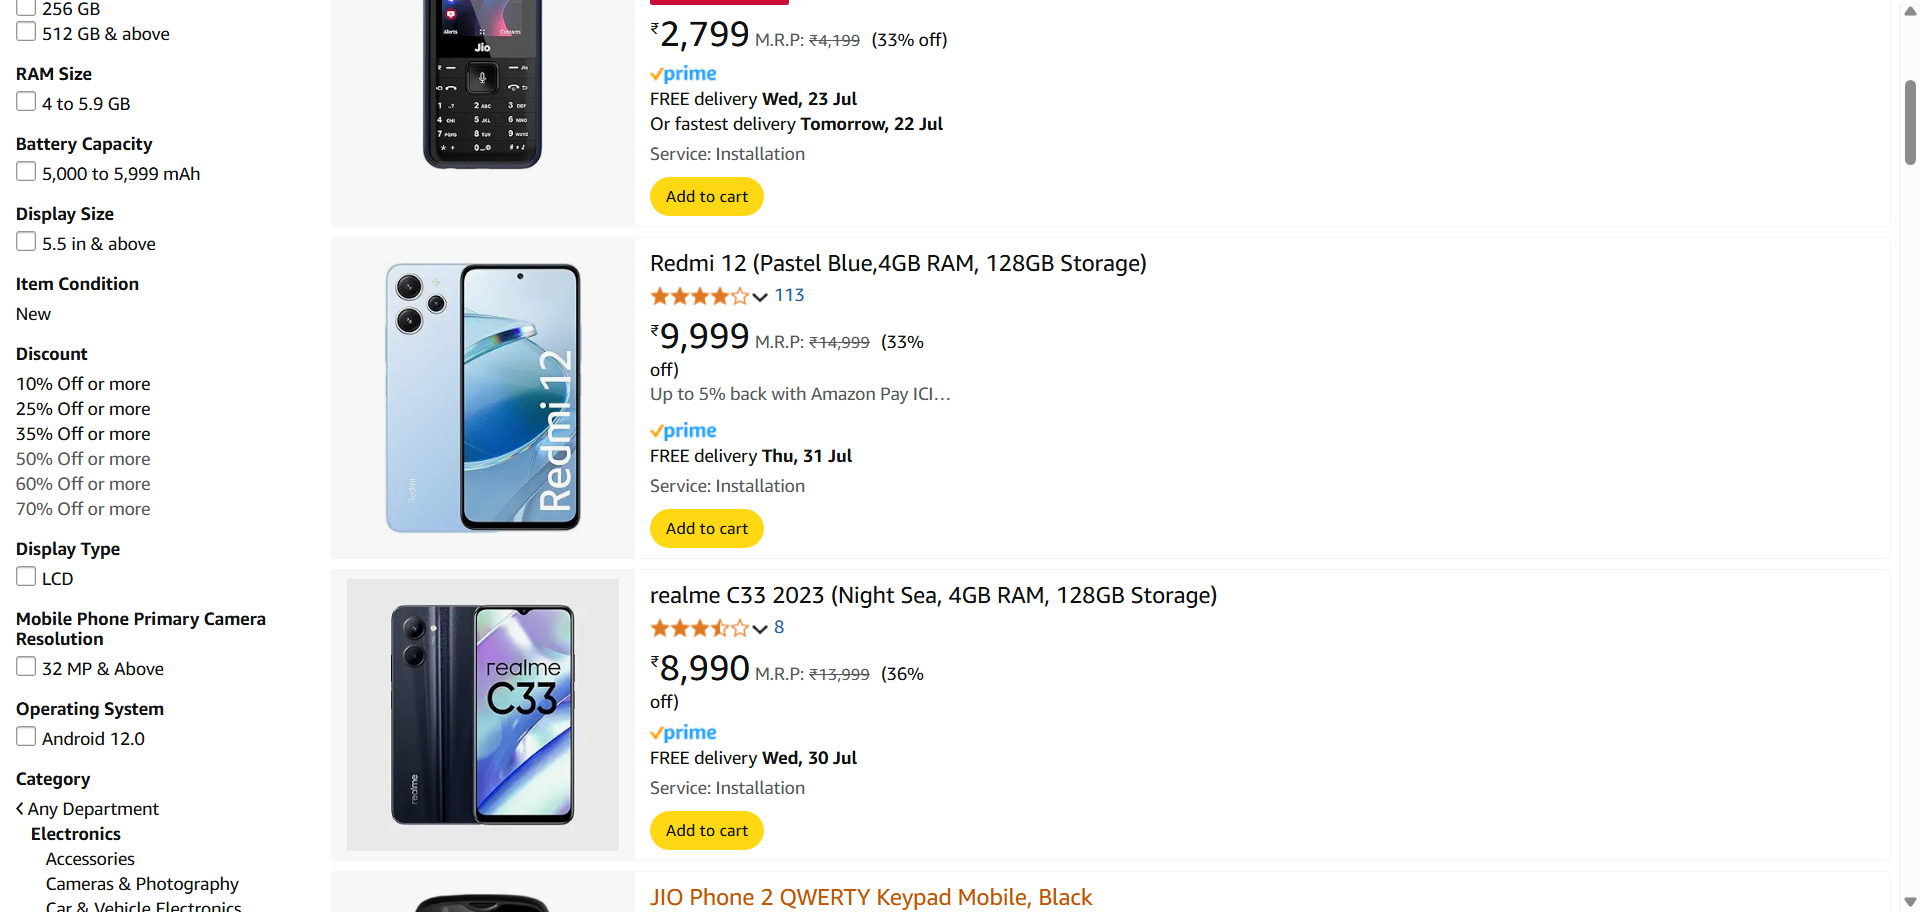 256 GB
512 GB & above
RAM Size
4 to 5.9 GB
Battery Capacity
5,000 to 5,999 mAh
Display Size
5.5 in & above
Item Condition
New
Discount
10% Off or more
25% Off or more
35% Off or more
50% Off or more
60% Off or more
70% Off or more
Display Type
LCD
Mobile Phone Primary Camera
Resolution
32 MP & Above
Operating System
Android 12.0
Category
Any Department
Electronics
Accessories
Cameras & Photography
Car & Vehicle Electronics
Alerts Contacts
Jio
₹2,799 M.R.P: ₹4,199 (33% off)
prime
FREE delivery Wed, 23 Jul
Or fastest delivery Tomorrow, 22 Jul
Service: Installation
Add to cart
Redmi 12
Redmi
Redmi 12 (Pastel Blue,4GB RAM, 128GB Storage)
113
₹9,999 M.R.P: ₹14,999 (33%
off)
Up to 5% back with Amazon Pay ICI…
prime
FREE delivery Thu, 31 Jul
Service: Installation
Add to cart
realme
C33
realme
realme C33 2023 (Night Sea, 4GB RAM, 128GB Storage)
8
₹8,990 M.R.P: ₹13,999 (36%
off)
prime
FREE delivery Wed, 30 Jul
Service: Installation
Add to cart
JIO Phone 2 QWERTY Keypad Mobile, Black